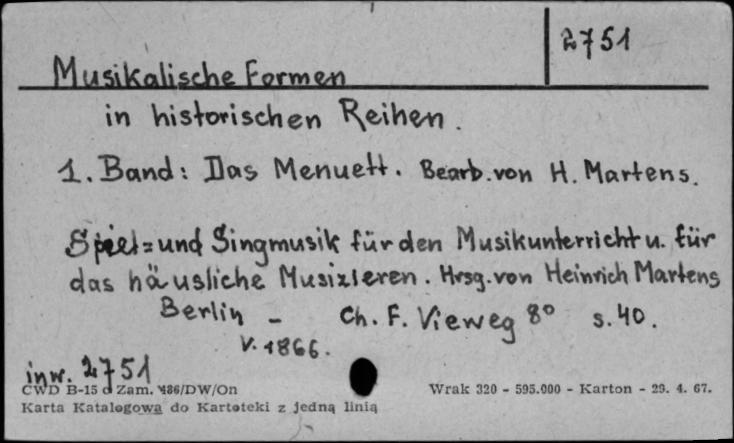 2751
Musikalische Formen
in historischen Reihen.
1. Band: Das Menuett. Bearb. von H. Martens.
Spiel= und Singmusik für den Musikunterricht u. für
das häusliche Musizieren. Hrsg. von Heinrich Martens
Berlin - Ch. F. Vieweg 8° s. 40.
V. 1866.
inw. 2751
CWD B-15 d Zam. 486/DW/On Wrak 320 - 595.000 - Karton - 29. 4. 67.
Karta Katalogowa do Kartoteki z jedną linią